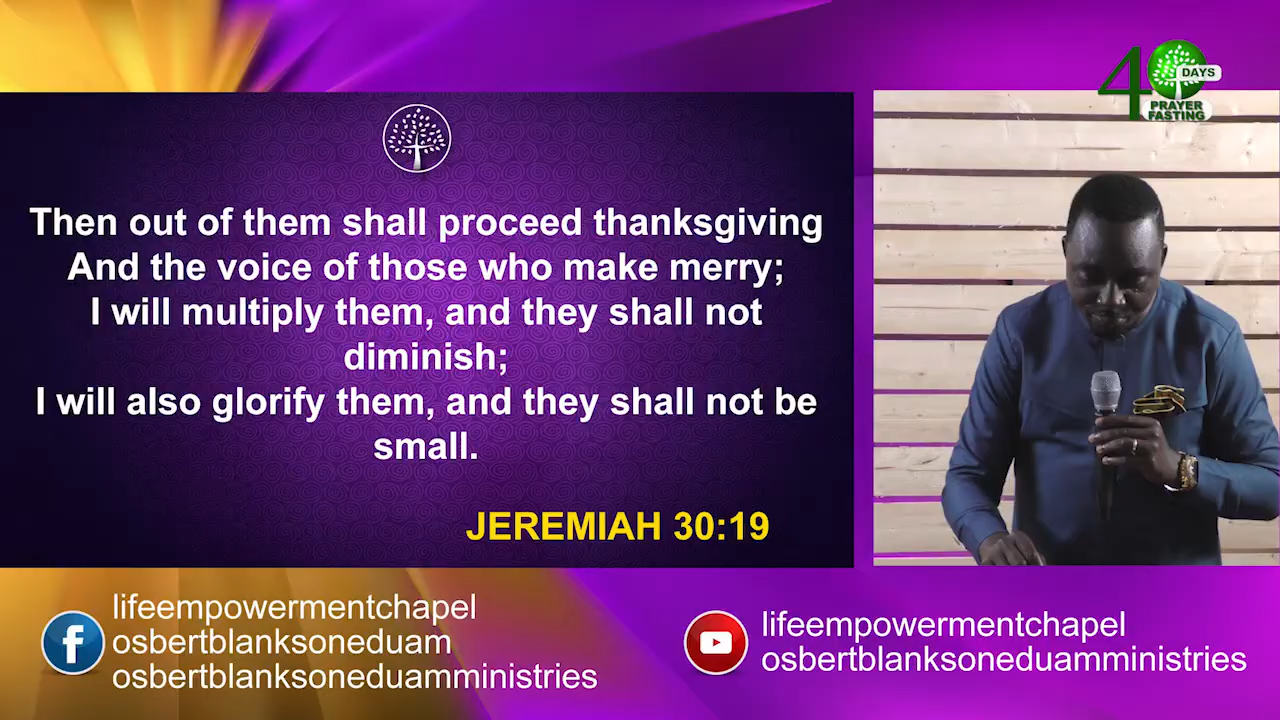 40
DAYS
PRAYER
FASTING
Then out of them shall proceed thanksgiving
And the voice of those who make merry;
I will multiply them, and they shall not
diminish;
I will also glorify them, and they shall not be
small.
JEREMIAH 30:19
f
lifeempowermentchapel
osbertblanksoneduam
osbertblanksoneduamministries
lifeempowermentchapel
osbertblanksoneduamministries